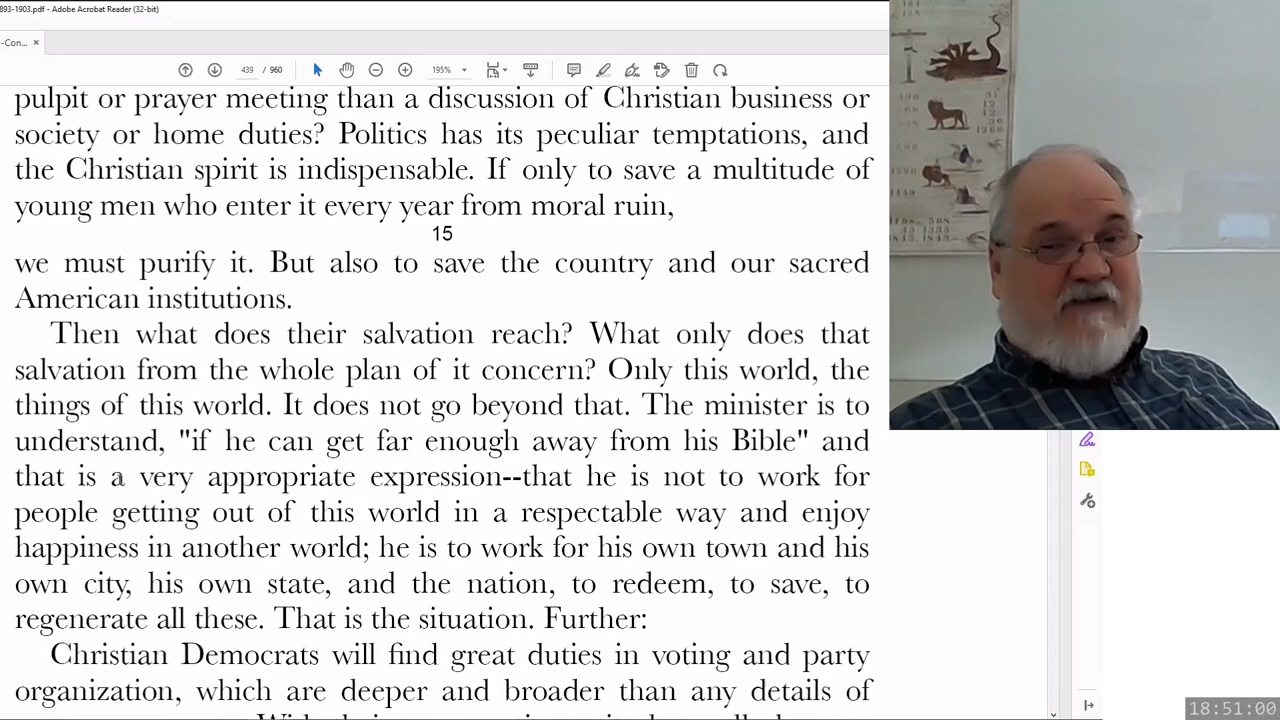 893-1903.pdf - Adobe Acrobat Reader (32-bit)
-Con... ×
439 / 960 195%
pulpit or prayer meeting than a discussion of Christian business or
society or home duties? Politics has its peculiar temptations, and
the Christian spirit is indispensable. If only to save a multitude of
young men who enter it every year from moral ruin,
15
we must purify it. But also to save the country and our sacred
American institutions.
Then what does their salvation reach? What only does that
salvation from the whole plan of it concern? Only this world, the
things of this world. It does not go beyond that. The minister is to
understand, "if he can get far enough away from his Bible" and
that is a very appropriate expression--that he is not to work for
people getting out of this world in a respectable way and enjoy
happiness in another world; he is to work for his own town and his
own city, his own state, and the nation, to redeem, to save, to
regenerate all these. That is the situation. Further:
Christian Democrats will find great duties in voting and party
organization, which are deeper and broader than any details of
18:51:00